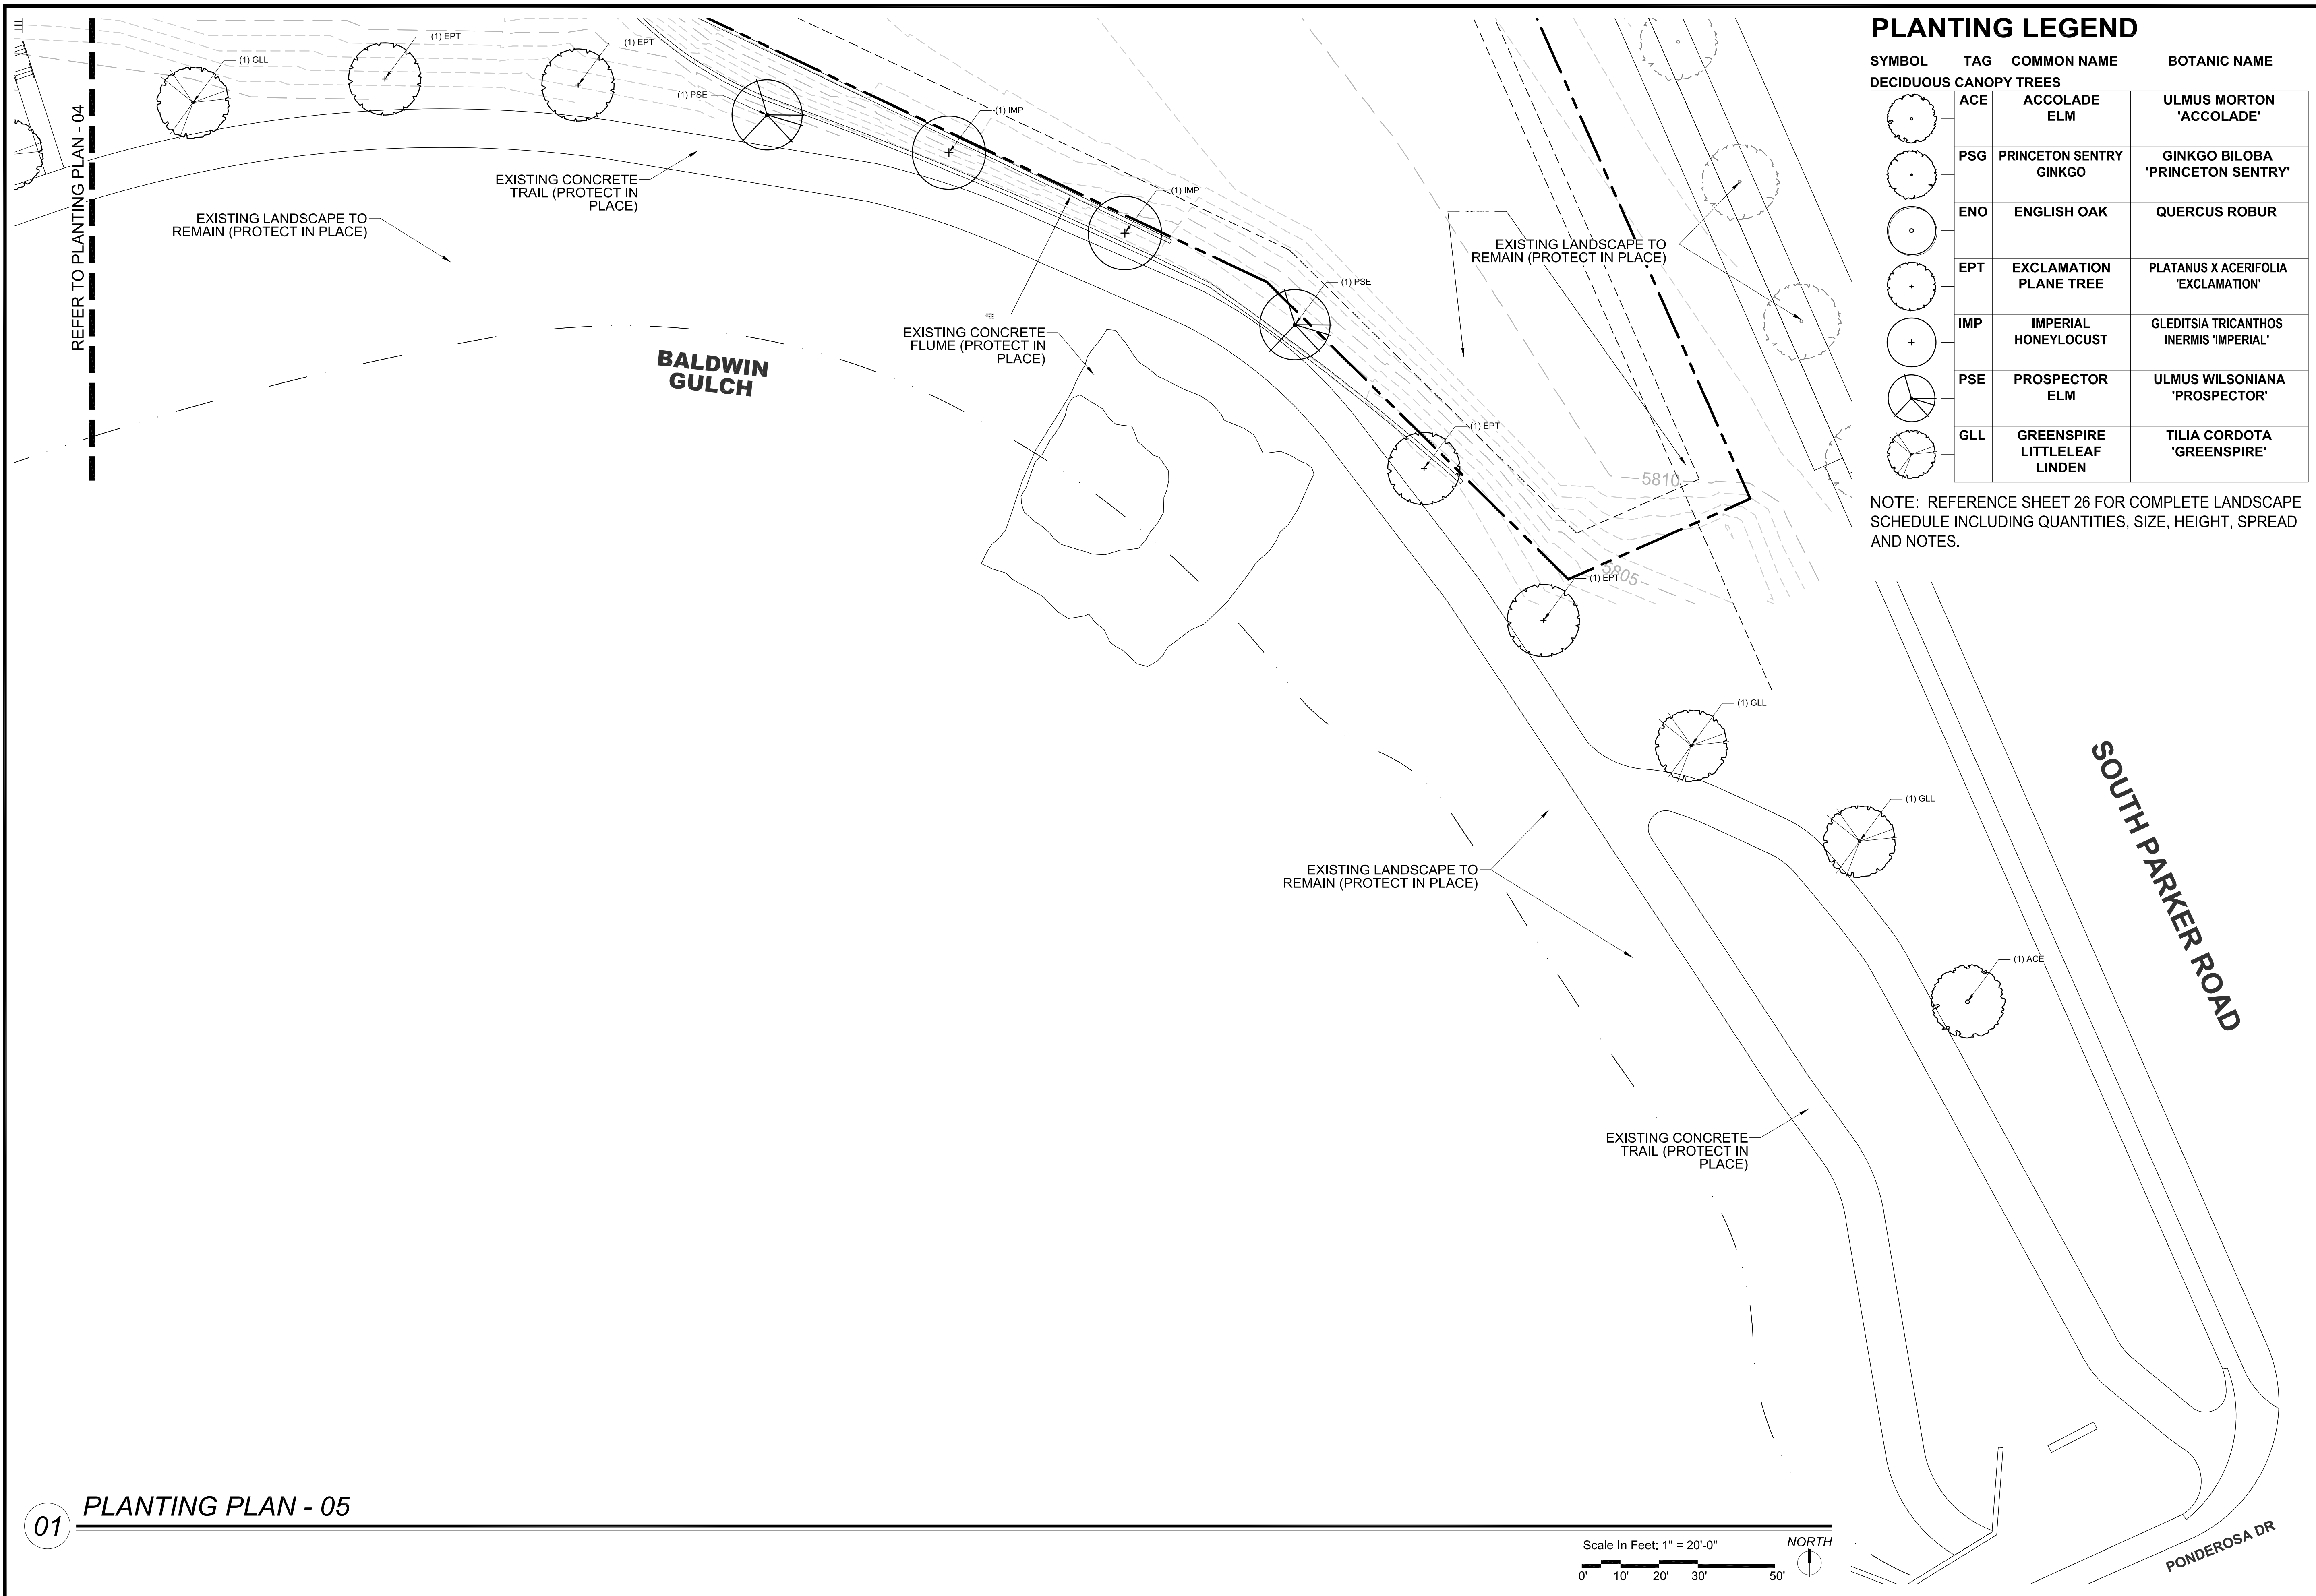 PLANTING LEGEND
SYMBOL TAG COMMON NAME BOTANIC NAME
DECIDUOUS CANOPY TREES
ACE ACCOLADE ELM ULMUS MORTON 'ACCOLADE'
PSG PRINCETON SENTRY GINKGO GINKGO BILOBA 'PRINCETON SENTRY'
ENO ENGLISH OAK QUERCUS ROBUR
EPT EXCLAMATION PLANE TREE PLATANUS X ACERIFOLIA 'EXCLAMATION'
IMP IMPERIAL HONEYLOCUST GLEDITSIA TRICANTHOS INERMIS 'IMPERIAL'
PSE PROSPECTOR ELM ULMUS WILSONIANA 'PROSPECTOR'
GLL GREENSPIRE LITTLELEAF LINDEN TILIA CORDOTA 'GREENSPIRE'
NOTE: REFERENCE SHEET 26 FOR COMPLETE LANDSCAPE
SCHEDULE INCLUDING QUANTITIES, SIZE, HEIGHT, SPREAD
AND NOTES.
REFER TO PLANTING PLAN - 04
(1) GLL
(1) EPT
(1) EPT
(1) PSE
(1) IMP
(1) IMP
EXISTING CONCRETE
TRAIL (PROTECT IN
PLACE)
EXISTING LANDSCAPE TO
REMAIN (PROTECT IN PLACE)
EXISTING LANDSCAPE TO
REMAIN (PROTECT IN PLACE)
(1) PSE
EXISTING CONCRETE
FLUME (PROTECT IN
PLACE)
BALDWIN
GULCH
(1) EPT
5810
5805
(1) EPT
(1) GLL
(1) GLL
EXISTING LANDSCAPE TO
REMAIN (PROTECT IN PLACE)
SOUTH PARKER ROAD
(1) ACE
EXISTING CONCRETE
TRAIL (PROTECT IN
PLACE)
01
PLANTING PLAN - 05
Scale In Feet: 1" = 20'-0"
0' 10' 20' 30' 50'
NORTH
PONDEROSA DR